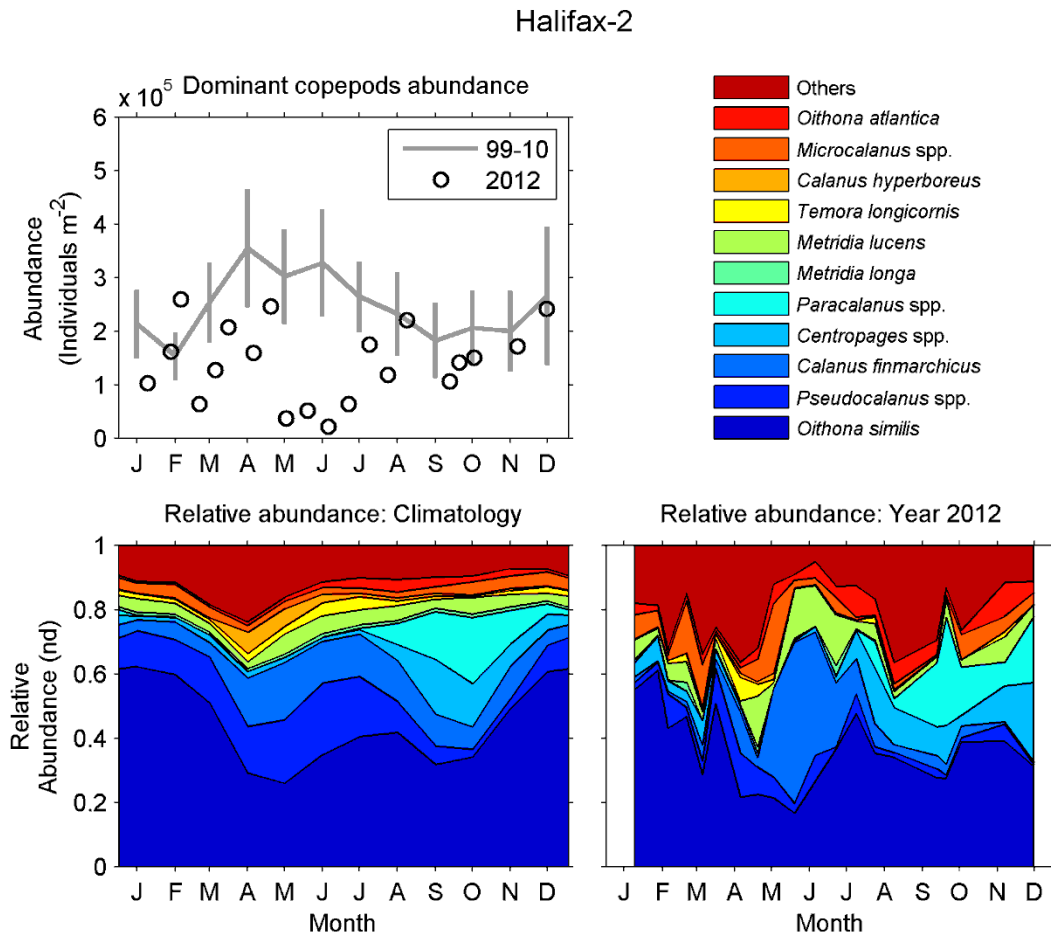 Halifax-2
x 10^5
Dominant copepods abundance
6
5
4
3
2
1
0
Abundance
(Individuals m^-2)
J F M A M J J A S O N D
99-10
2012
Others
Oithona atlantica
Microcalanus spp.
Calanus hyperboreus
Temora longicornis
Metridia lucens
Metridia longa
Paracalanus spp.
Centropages spp.
Calanus finmarchicus
Pseudocalanus spp.
Oithona similis
Relative abundance: Climatology
1
0.8
0.6
0.4
0.2
0
Relative
Abundance (nd)
J F M A M J J A S O N D
Month
Relative abundance: Year 2012
J F M A M J J A S O N D
Month